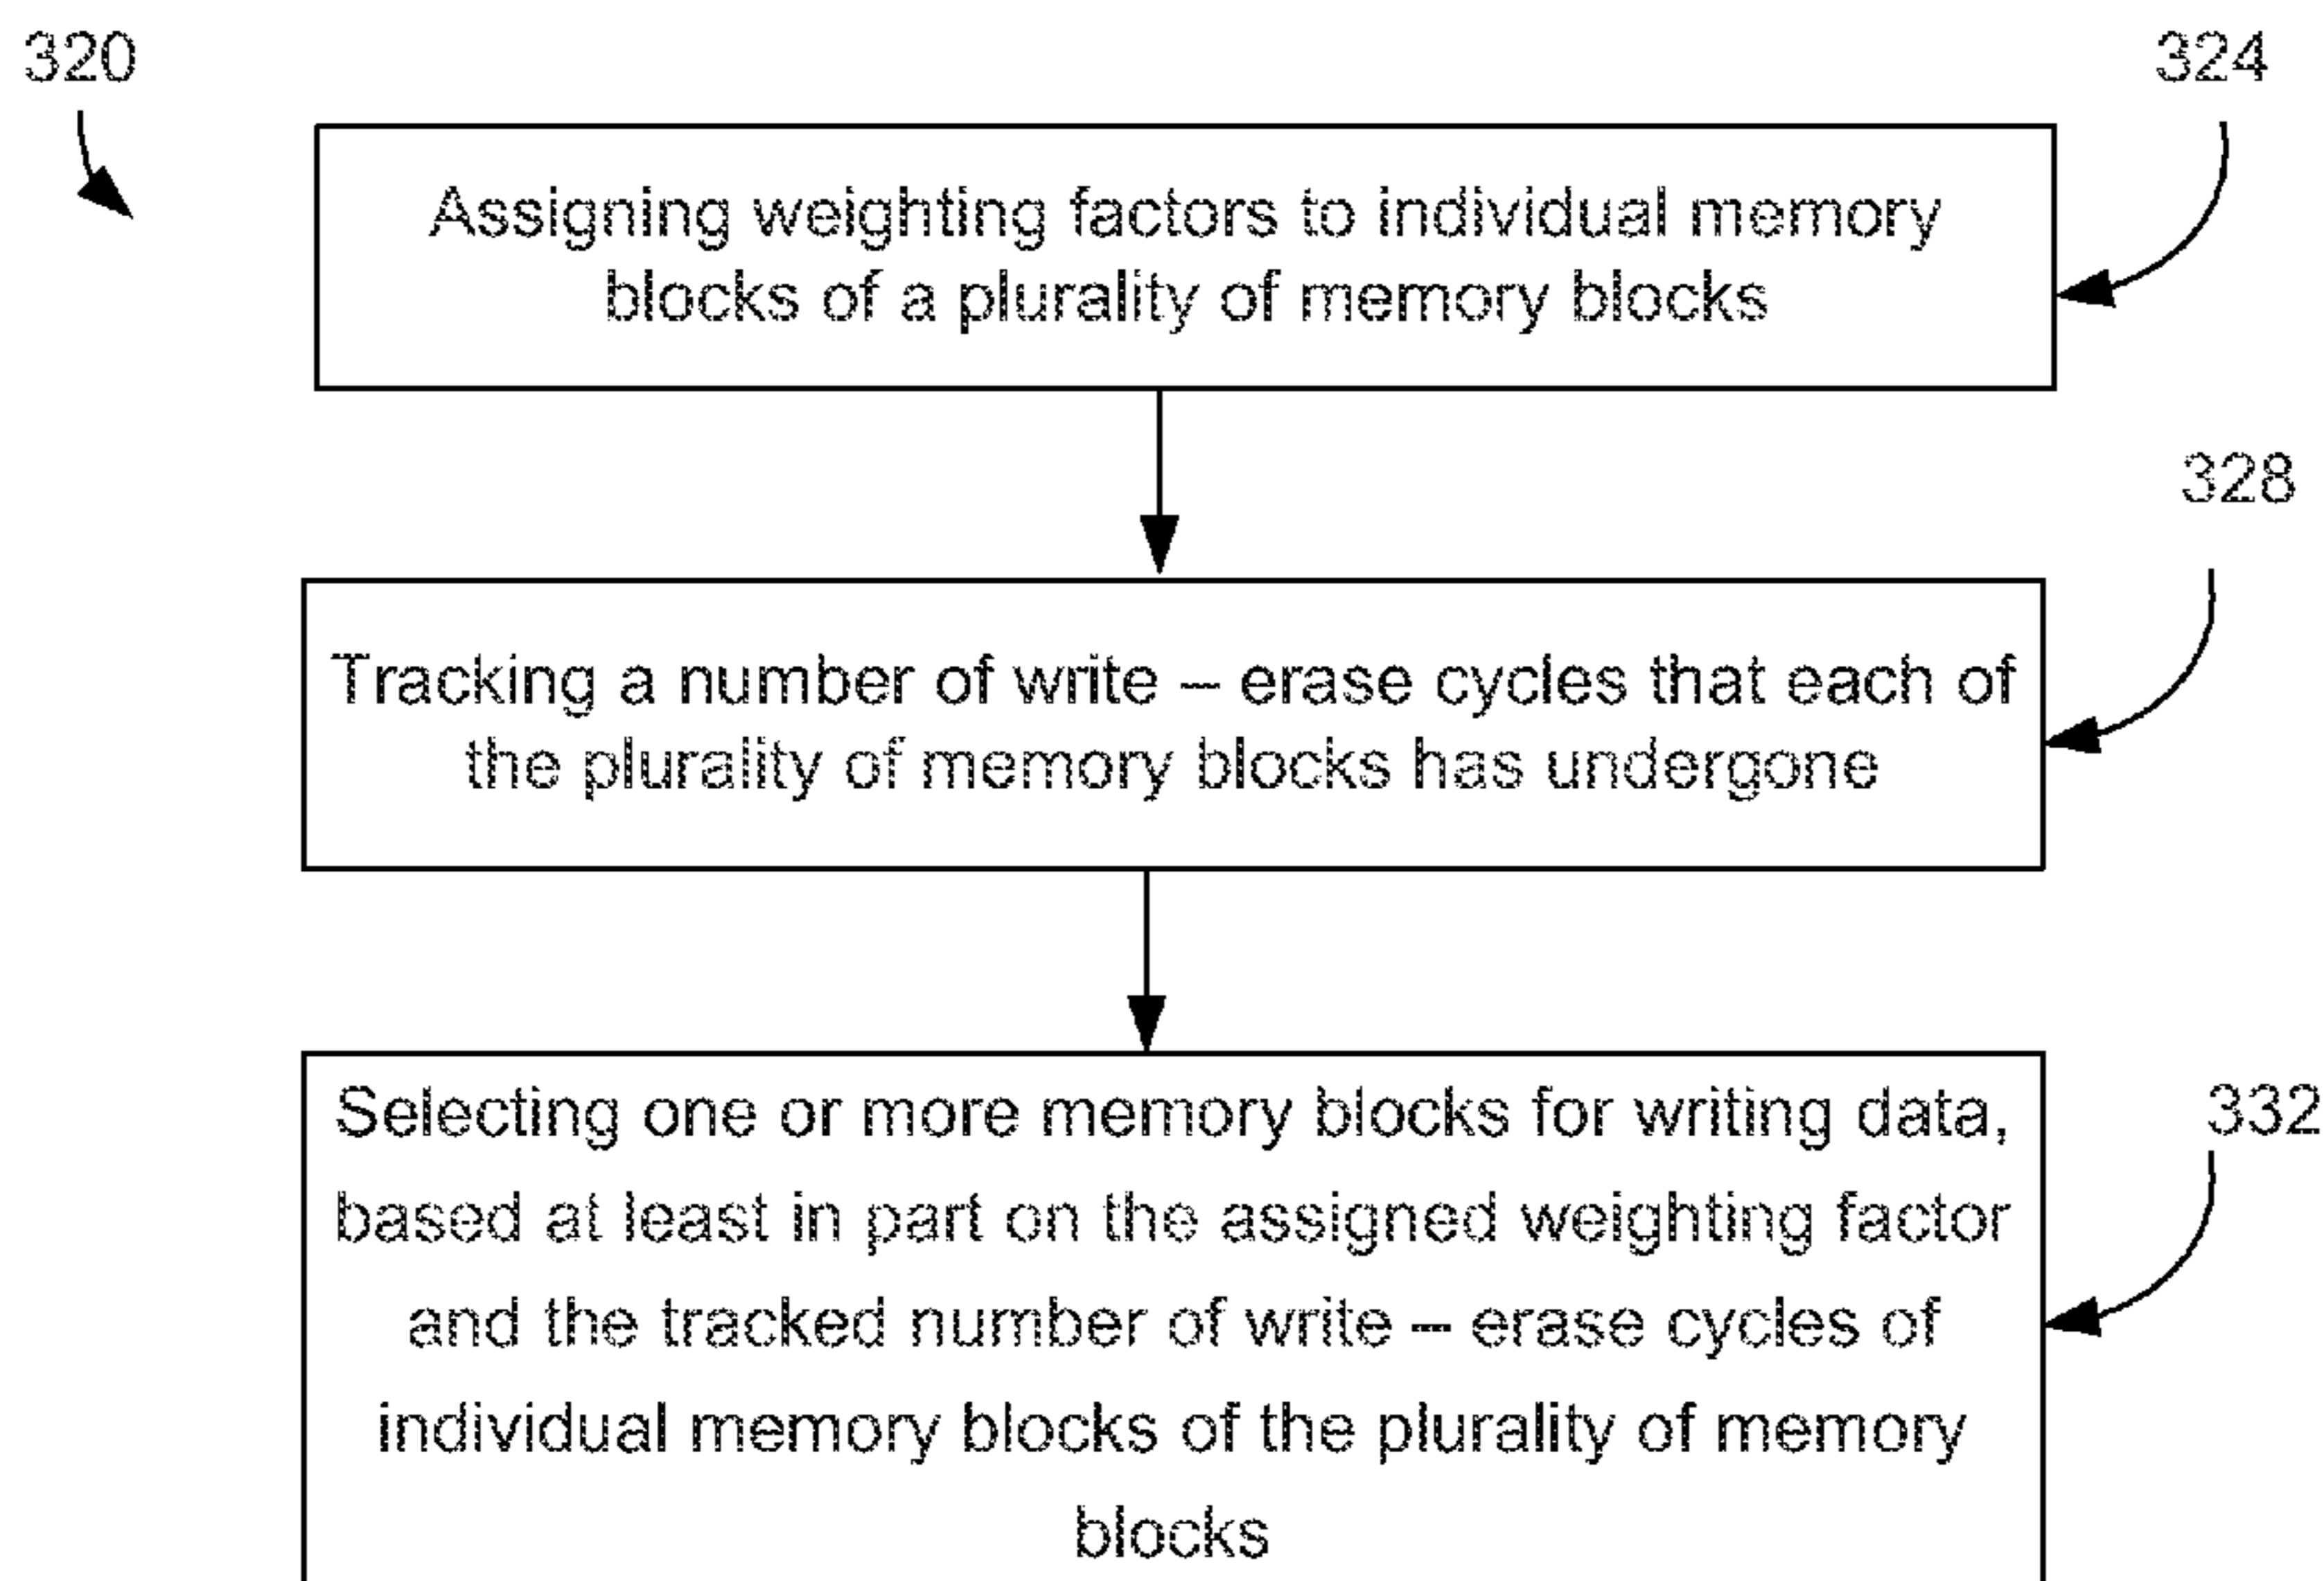 320
324
Assigning weighting factors to individual memory
blocks of a plurality of memory blocks
328
Tracking a number of write – erase cycles that each of
the plurality of memory blocks has undergone
332
Selecting one or more memory blocks for writing data,
based at least in part on the assigned weighting factor
and the tracked number of write – erase cycles of
individual memory blocks of the plurality of memory
blocks